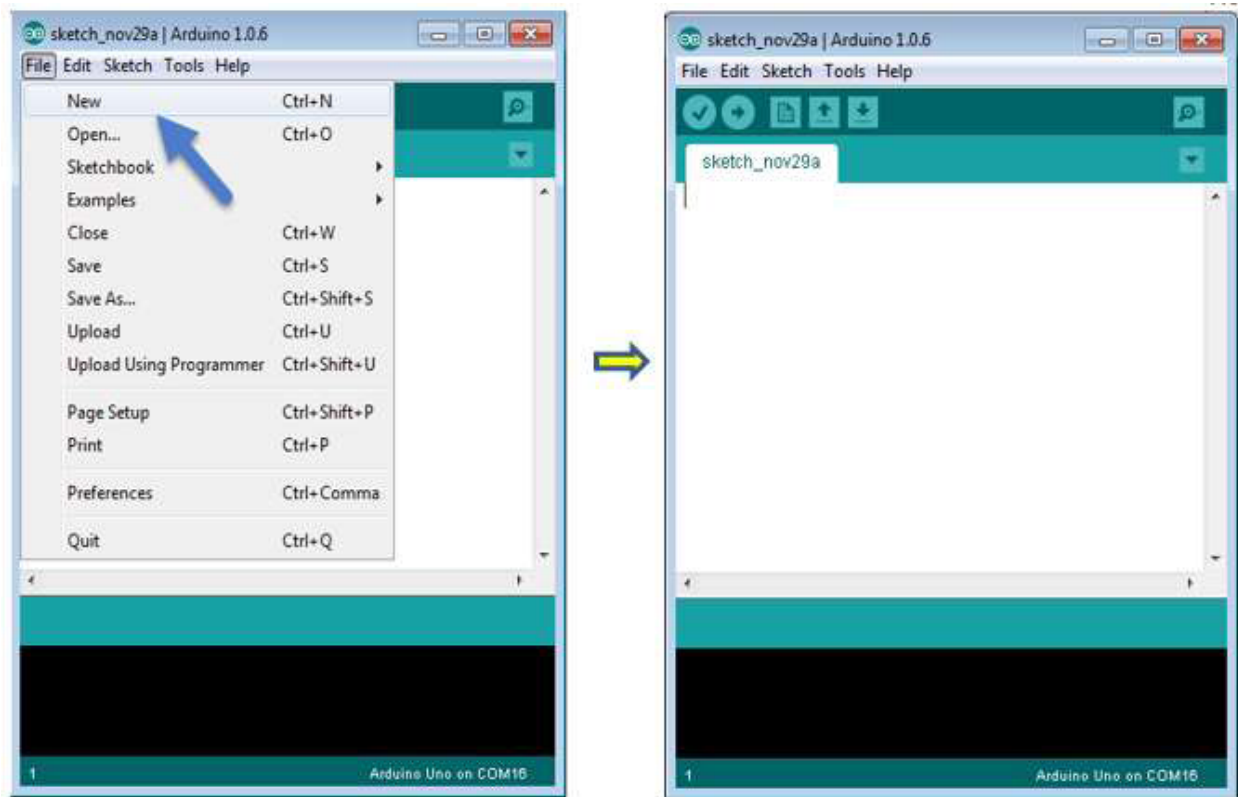 sketch_nov29a | Arduino 1.0.6
File Edit Sketch Tools Help
New Ctrl+N
Open... Ctrl+O
Sketchbook
Examples
Close Ctrl+W
Save Ctrl+S
Save As... Ctrl+Shift+S
Upload Ctrl+U
Upload Using Programmer Ctrl+Shift+U
Page Setup Ctrl+Shift+P
Print Ctrl+P
Preferences Ctrl+Comma
Quit Ctrl+Q
1 Arduino Uno on COM16
sketch_nov29a | Arduino 1.0.6
File Edit Sketch Tools Help
sketch_nov29a
1 Arduino Uno on COM16